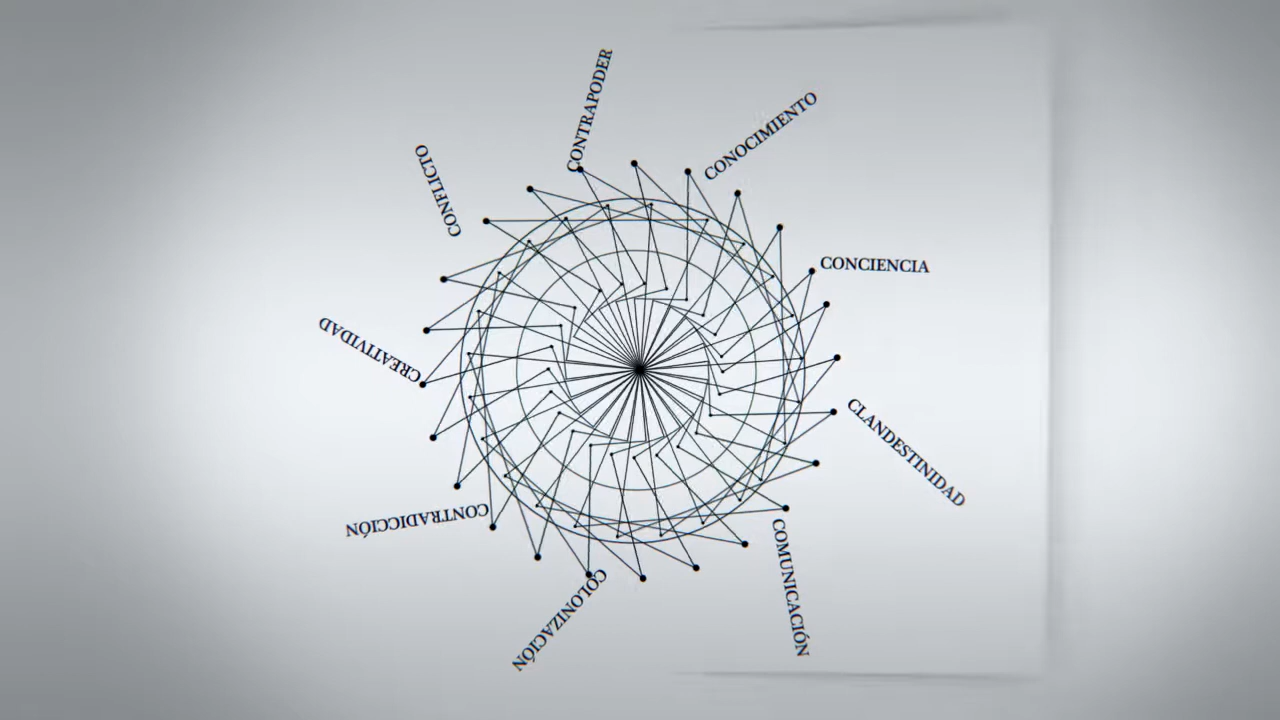 CONTRAPODER
CONOCIMIENTO
CONCIENCIA
CLANDESTINIDAD
COMUNICACIÓN
COLONIZACIÓN
CONTRADICCIÓN
CREATIVIDAD
CONFLICTO